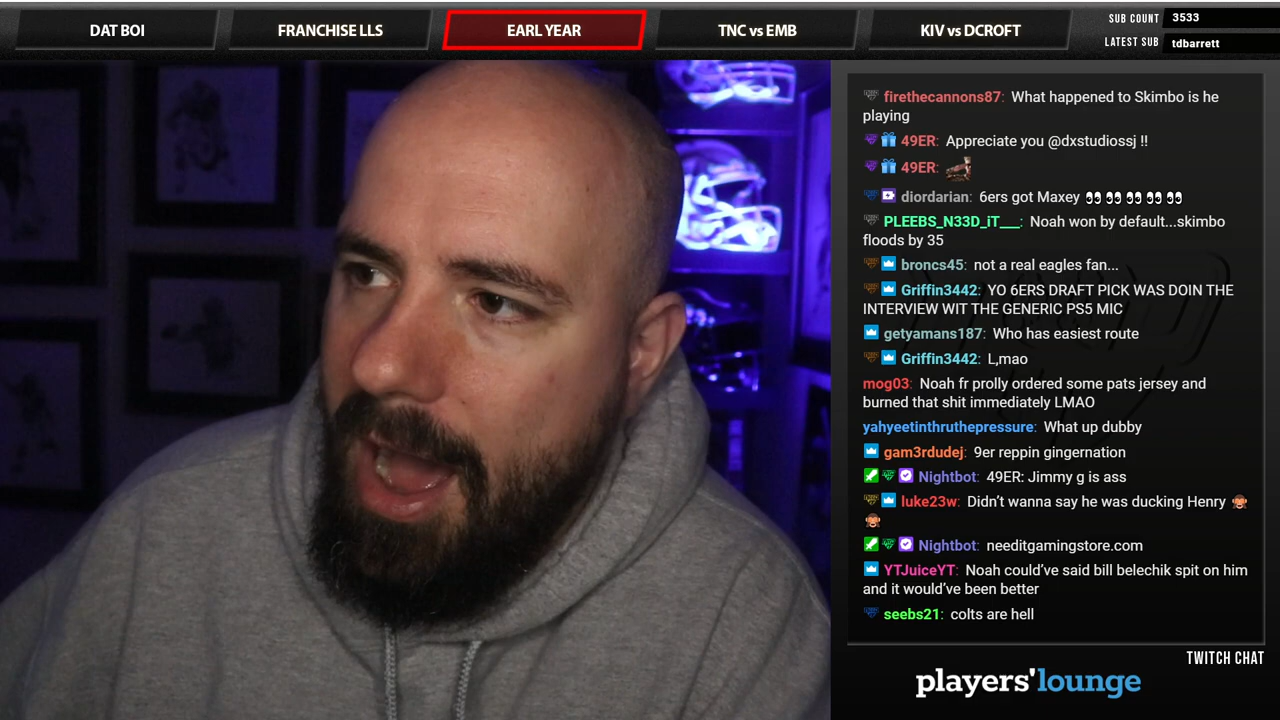 DAT BOI
FRANCHISE LLS
EARL YEAR
TNC vs EMB
KIV vs DCROFT
SUB COUNT 3533
LATEST SUB tdbarrett
firethecannons87: What happened to Skimbo is he
playing
49ER: Appreciate you @dxstudiossj !!
49ER:
diordarian: 6ers got Maxey 👀 👀 👀 👀 👀
PLEEBS_N33D_iT___: Noah won by default...skimbo
floods by 35
broncs45: not a real eagles fan...
Griffin3442: YO 6ERS DRAFT PICK WAS DOIN THE
INTERVIEW WIT THE GENERIC PS5 MIC
getyamans187: Who has easiest route
Griffin3442: L,mao
mog03: Noah fr prolly ordered some pats jersey and
burned that shit immediately LMAO
yahyeetinthruthepressure: What up dubby
gam3rdudej: 9er reppin gingernation
Nightbot: 49ER: Jimmy g is ass
luke23w: Didn't wanna say he was ducking Henry 🙊
🙊
Nightbot: needitgamingstore.com
YTJuiceYT: Noah could've said bill belechik spit on him
and it would've been better
seebs21: colts are hell
TWITCH CHAT
players'lounge